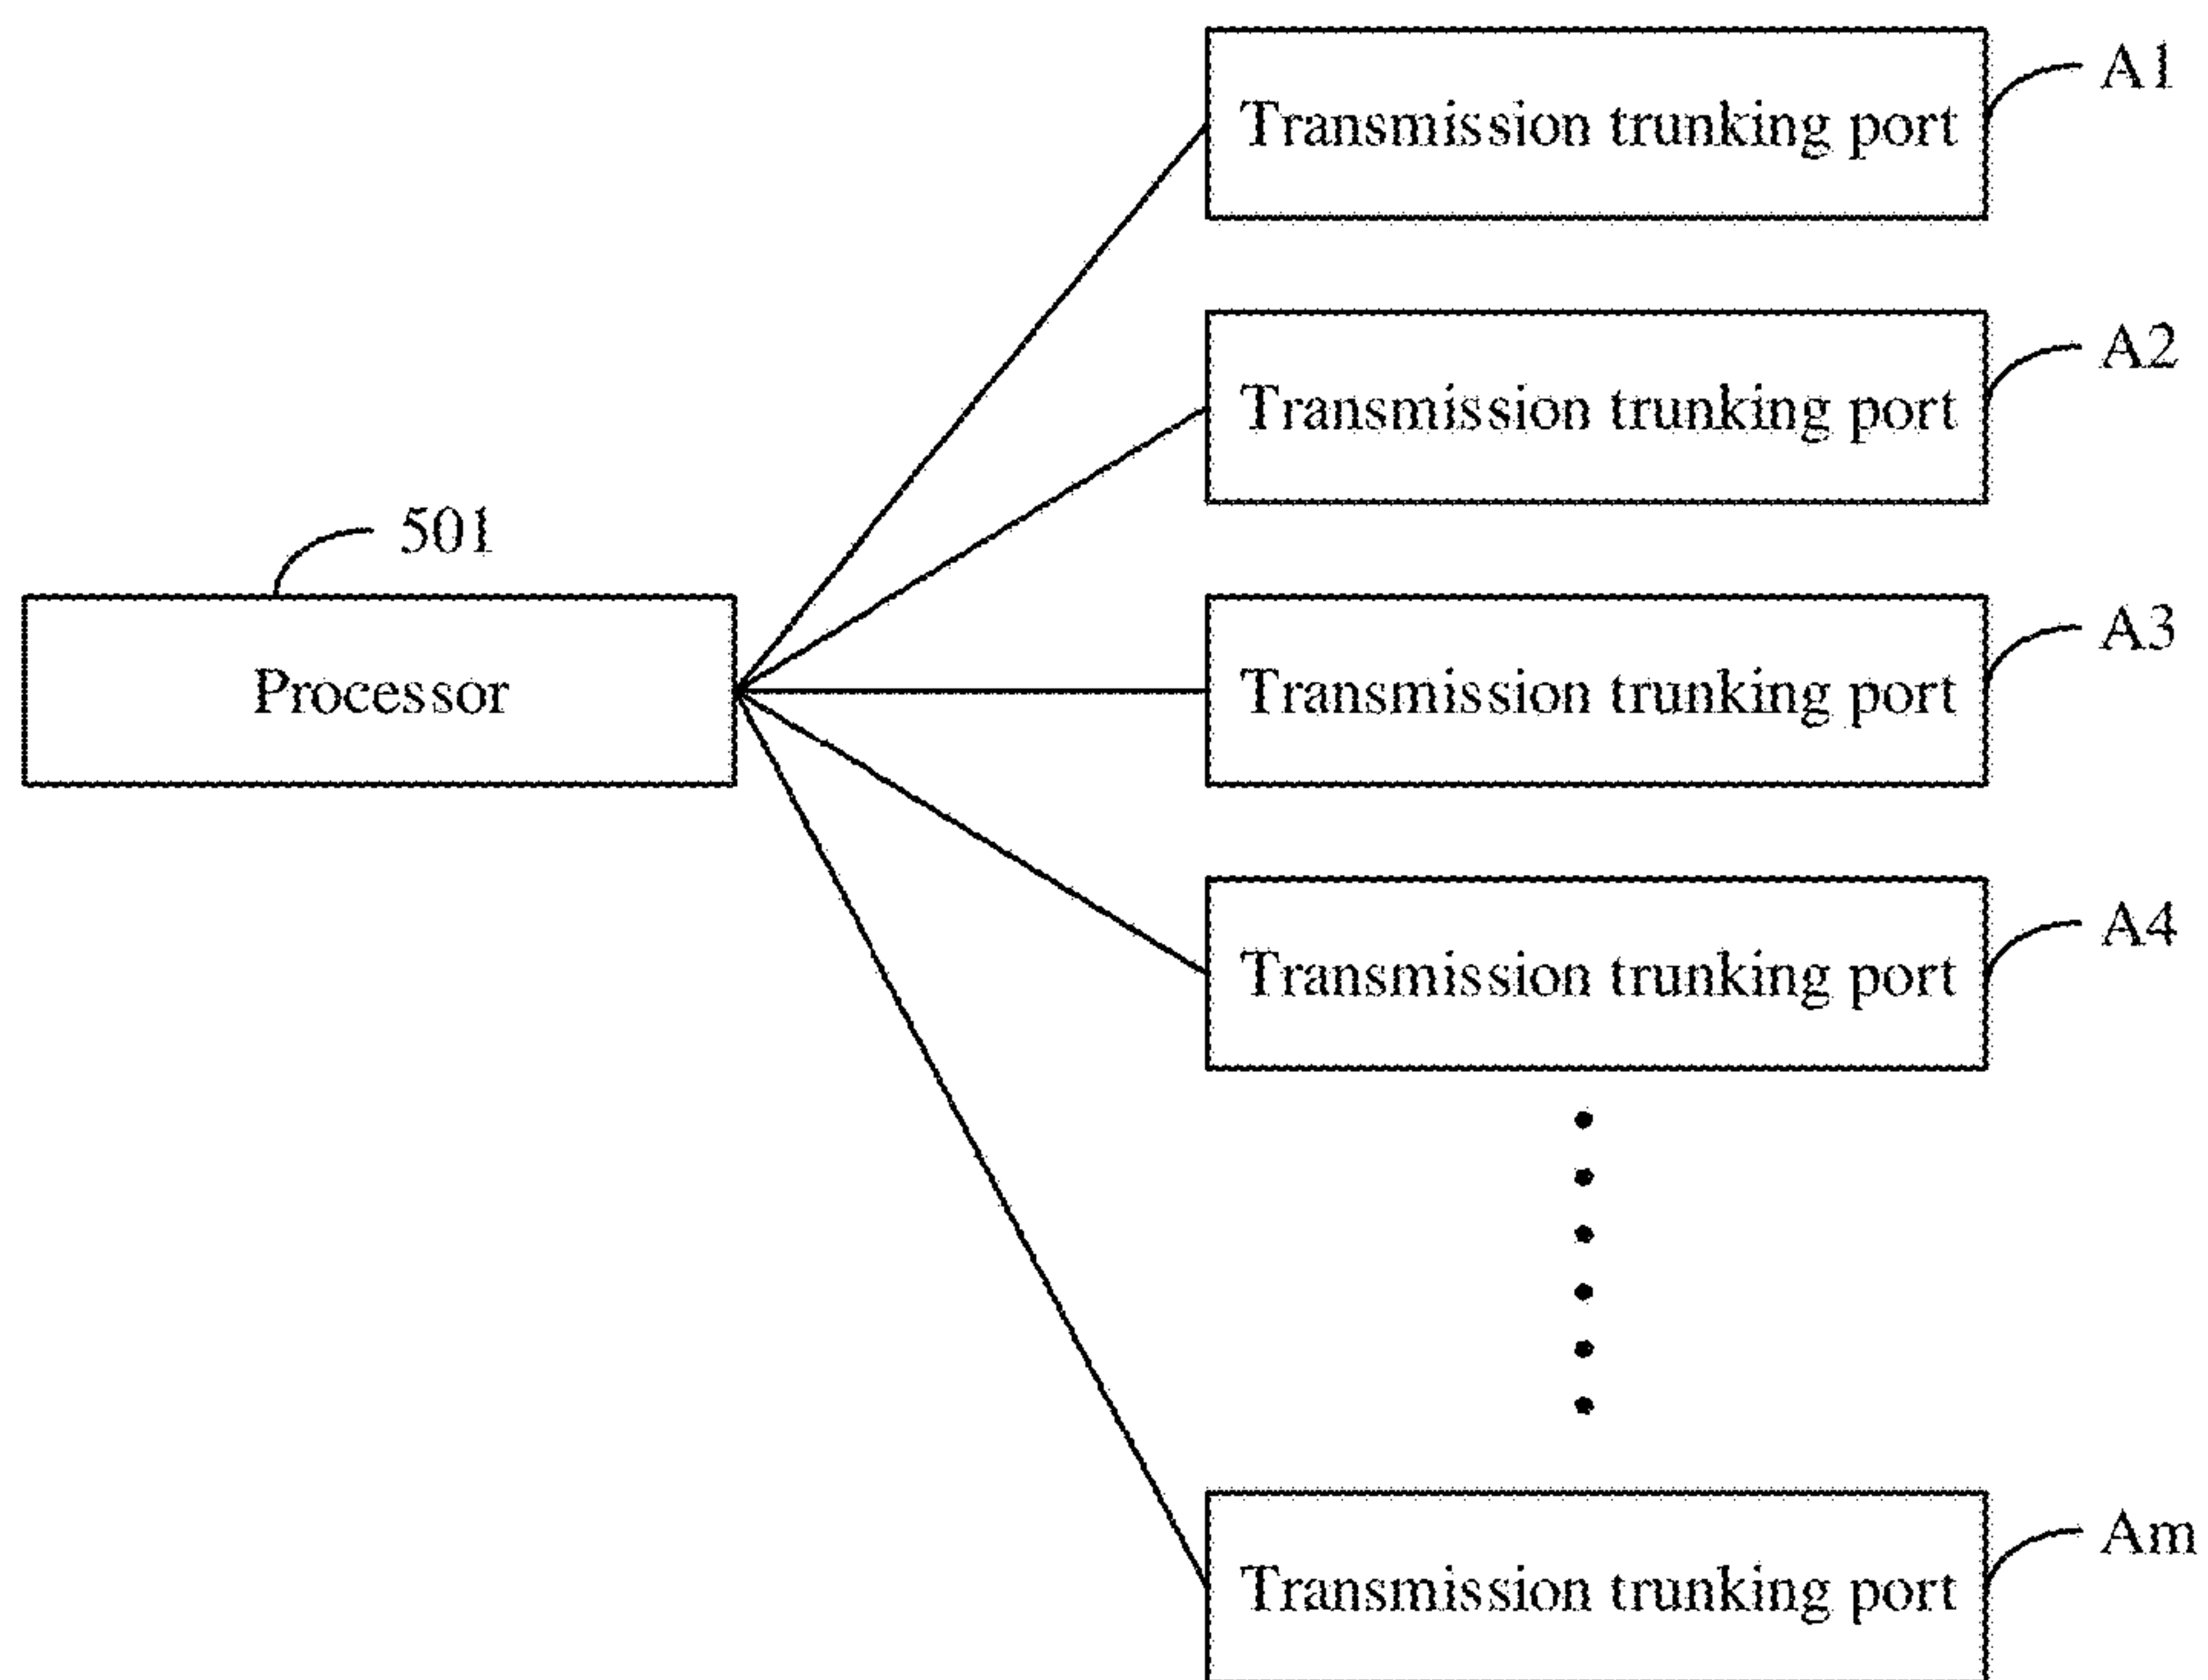 A1
Transmission trunking port
A2
Transmission trunking port
501
A3
Processor
Transmission trunking port
A4
Transmission trunking port
Am
Transmission trunking port